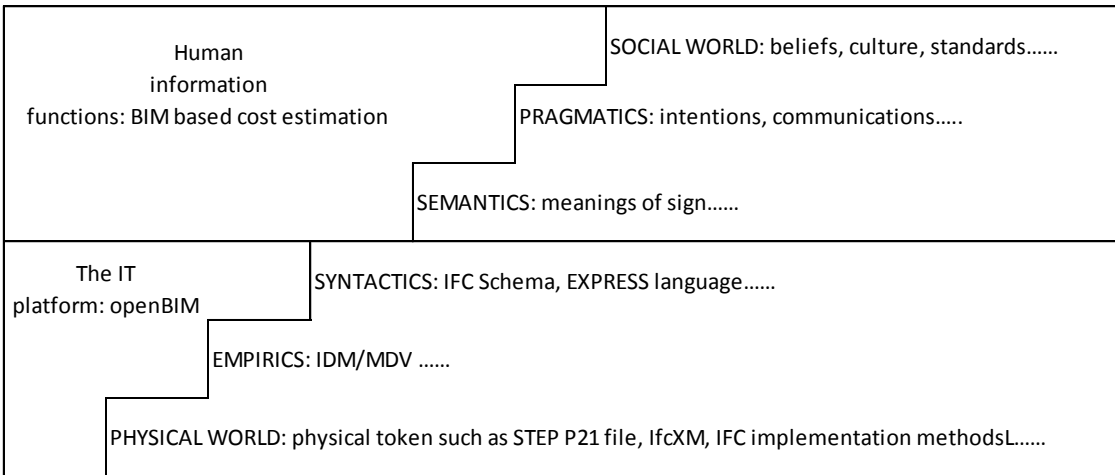 SOCIAL WORLD: beliefs, culture, standards......
Human
information
functions: BIM based cost estimation
PRAGMATICS: intentions, communications.....
SEMANTICS: meanings of sign......
The IT
platform: openBIM
SYNTACTICS: IFC Schema, EXPRESS language......
EMPIRICS: IDM/MDV ......
PHYSICAL WORLD: physical token such as STEP P21 file, IfcXM, IFC implementation methodsL......